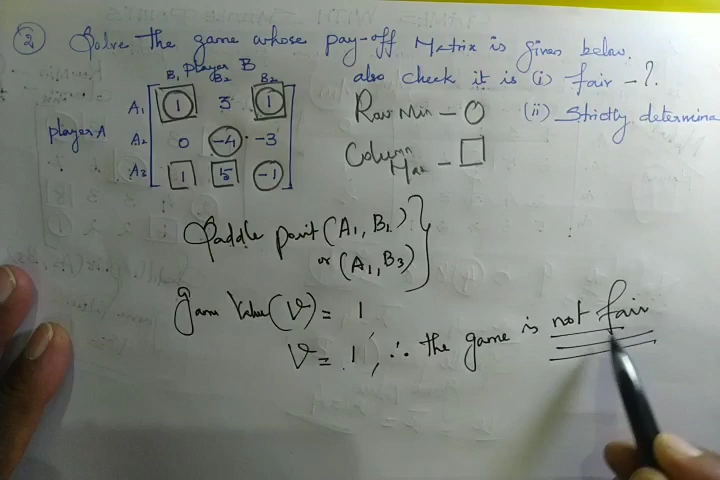 ② Solve the game whose pay-off Matrix is given below.
player B
also check it is (i) fair -?
B₁ B₂ B₂
A₁ 1 3 1
Row Min - ○ (ii) Strictly determina
player A A₂ 0 -4 -3
Column Max - □
A₃ 1 5 -1
Saddle point (A₁, B₁)
or (A₁, B₃)
Game Value (V) = 1
V = 1, ∴ the game is not fair